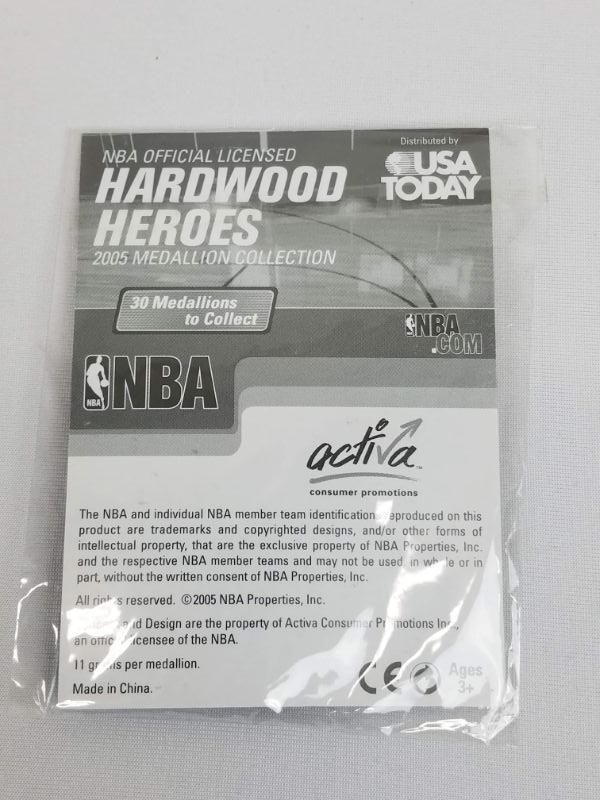 NBA OFFICIAL LICENSED
HARDWOOD
HEROES
2005 MEDALLION COLLECTION
Distributed by
USA
TODAY
30 Medallions
to Collect
NBA
.COM
NBA
NBA
activa
consumer promotions
The NBA and individual NBA member team identifications reproduced on this
product are trademarks and copyrighted designs, and/or other forms of
intellectual property, that are the exclusive property of NBA Properties, Inc.
and the respective NBA member teams and may not be used, in whole or in
part, without the written consent of NBA Properties, Inc.
All rights reserved. ©2005 NBA Properties, Inc.
and Design are the property of Activa Consumer Promotions Inc.,
an official licensee of the NBA.
11 grams per medallion.
Made in China.
CE
Ages
3+